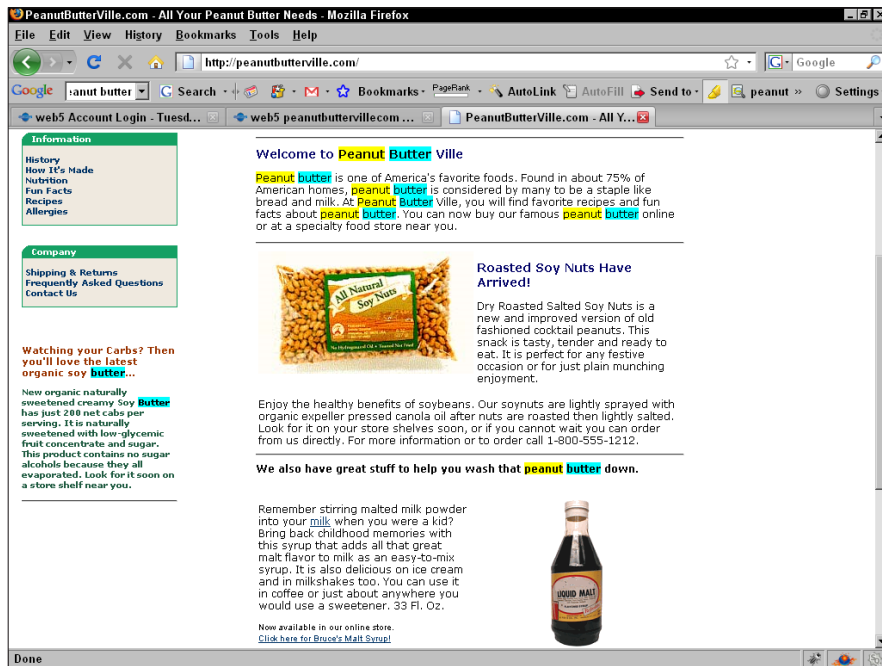 PeanutButterVille.com - All Your Peanut Butter Needs - Mozilla Firefox
File Edit View History Bookmarks Tools Help
http://peanutbutterville.com/
G Google
Google :anut butter G Search Bookmarks PageRank AutoLink AutoFill Send to peanut » Settings
web5 Account Login - Tuesd... web5 peanutbuttervillecom ... PeanutButterVille.com - All Y...
Information
History
How It's Made
Nutrition
Fun Facts
Recipes
Allergies
Company
Shipping & Returns
Frequently Asked Questions
Contact Us
Watching your Carbs? Then
you'll love the latest
organic soy butter...
New organic naturally
sweetened creamy Soy Butter
has just 200 net cabs per
serving. It is naturally
sweetened with low-glycemic
fruit concentrate and sugar.
This product contains no sugar
alcohols because they all
evaporated. Look for it soon on
a store shelf near you.
Welcome to Peanut Butter Ville
Peanut butter is one of America's favorite foods. Found in about 75% of
American homes, peanut butter is considered by many to be a staple like
bread and milk. At Peanut Butter Ville, you will find favorite recipes and fun
facts about peanut butter. You can now buy our famous peanut butter online
or at a specialty food store near you.
All Natural
Soy Nuts
No Hydrogenated Oil
Roasted Soy Nuts Have
Arrived!
Dry Roasted Salted Soy Nuts is a
new and improved version of old
fashioned cocktail peanuts. This
snack is tasty, tender and ready to
eat. It is perfect for any festive
occasion or for just plain munching
enjoyment.
Enjoy the healthy benefits of soybeans. Our soynuts are lightly sprayed with
organic expeller pressed canola oil after nuts are roasted then lightly salted.
Look for it on your store shelves soon, or if you cannot wait you can order
from us directly. For more information or to order call 1-800-555-1212.
We also have great stuff to help you wash that peanut butter down.
Remember stirring malted milk powder
into your milk when you were a kid?
Bring back childhood memories with
this syrup that adds all that great
malt flavor to milk as an easy-to-mix
syrup. It is also delicious on ice cream
and in milkshakes too. You can use it
in coffee or just about anywhere you
would use a sweetener. 33 Fl. Oz.
Now available in our online store.
Click here for Bruce's Malt Syrup!
LIQUID MALT
Done